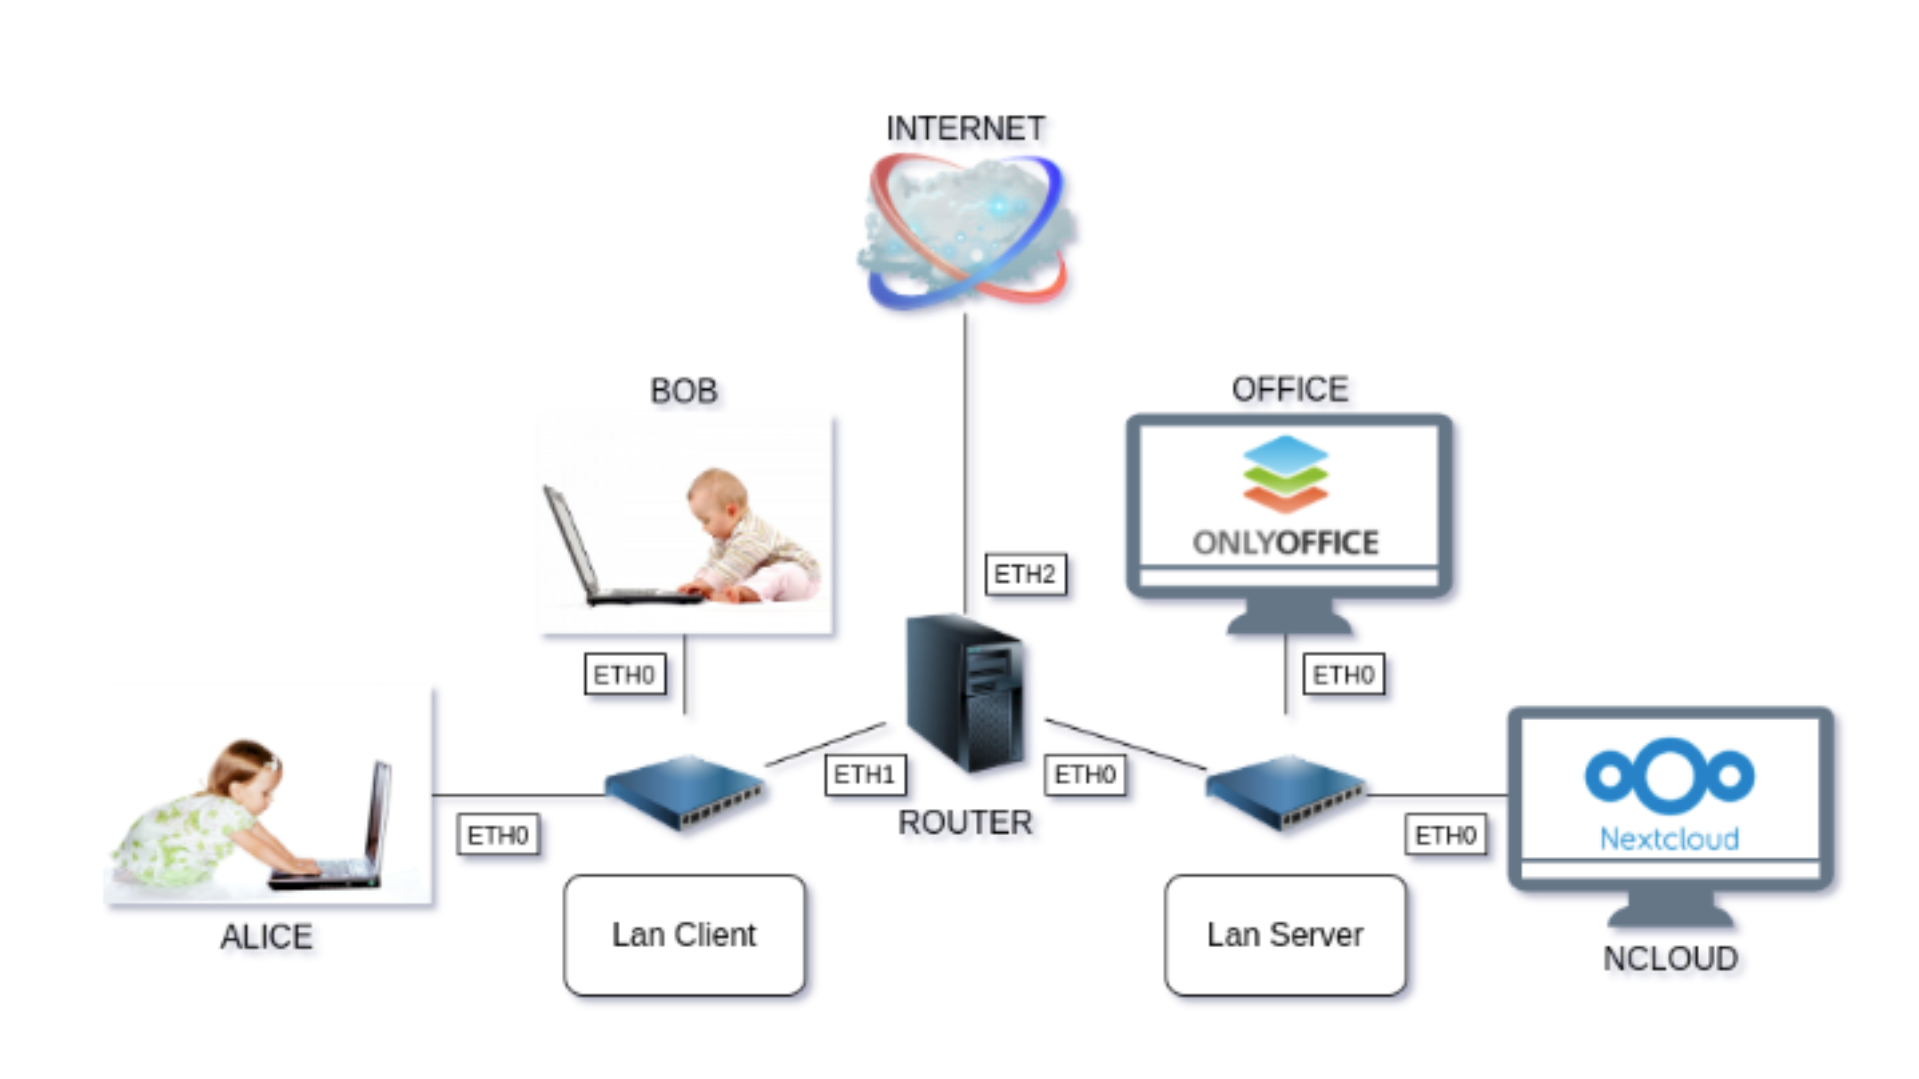 INTERNET
BOB
OFFICE
ONLYOFFICE
ETH2
ETH0
ETH0
ETH1
ETH0
ROUTER
ETH0
ETH0
Nextcloud
ALICE
Lan Client
Lan Server
NCLOUD